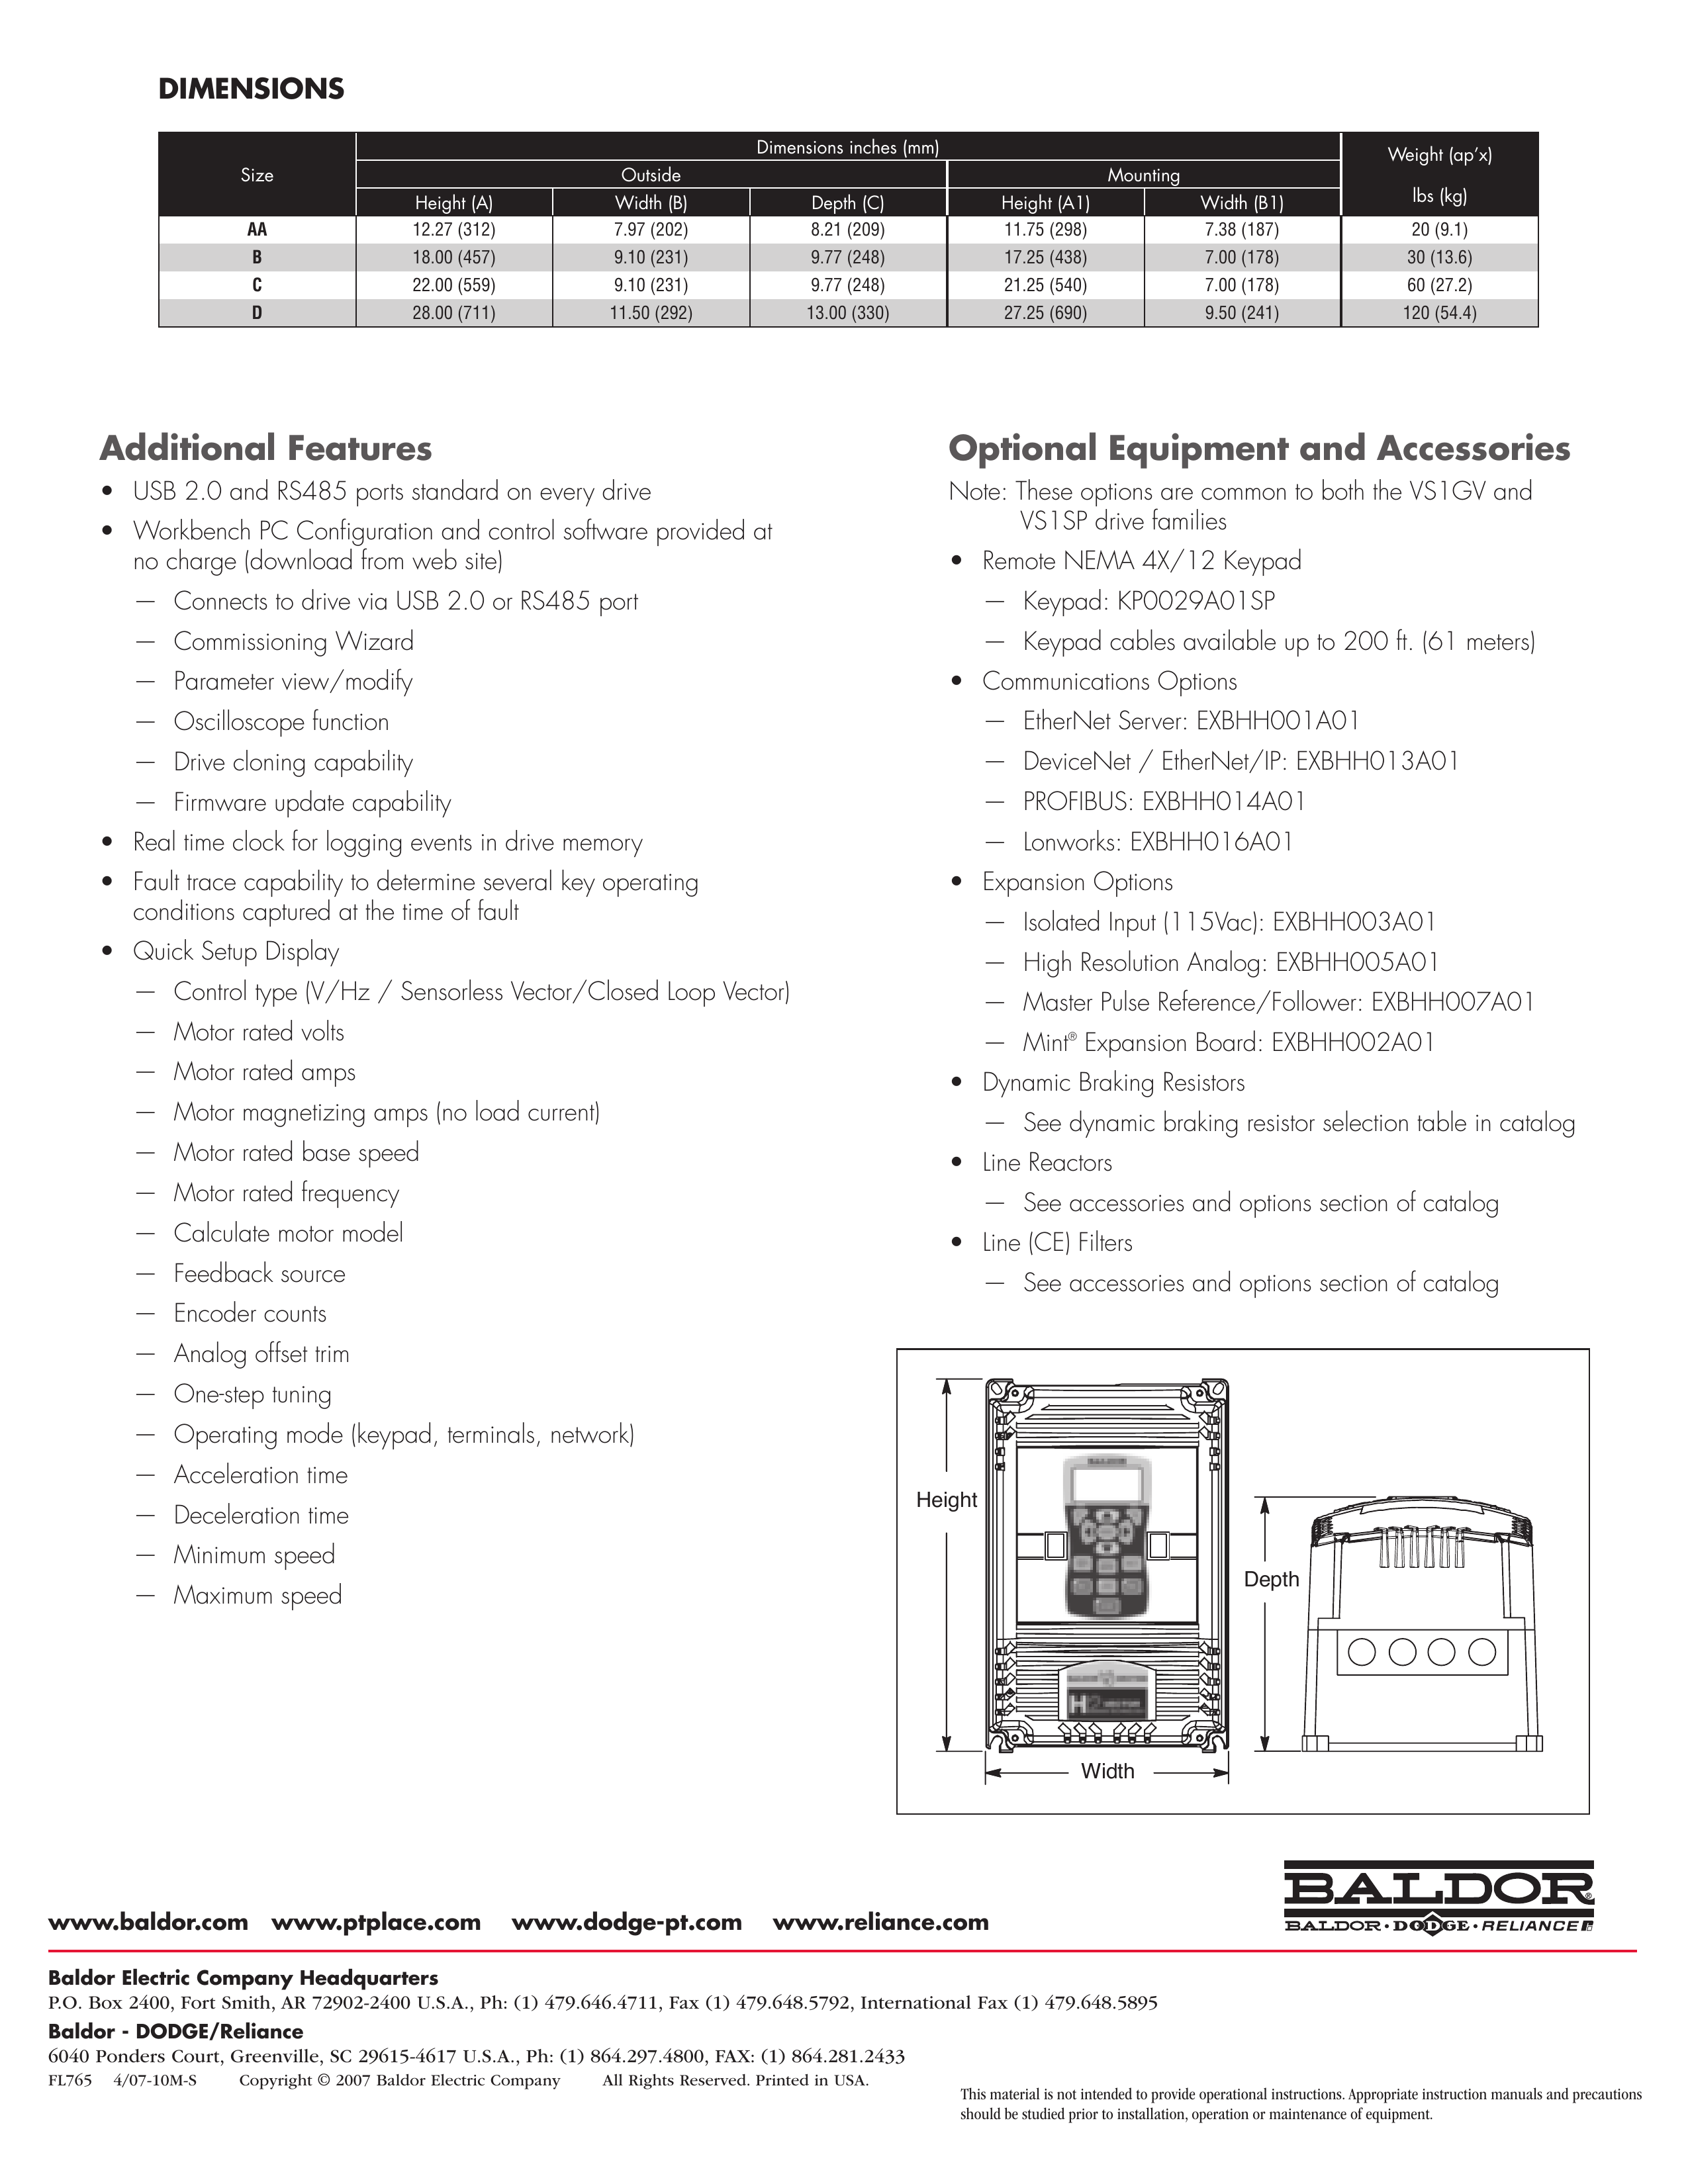 DIMENSIONS
Size
Dimensions inches (mm)
Weight (ap'x)
lbs (kg)
Outside
Mounting
Height (A) Width (B) Depth (C) Height (A1) Width (B1)
AA 12.27 (312) 7.97 (202) 8.21 (209) 11.75 (298) 7.38 (187) 20 (9.1)
B 18.00 (457) 9.10 (231) 9.77 (248) 17.25 (438) 7.00 (178) 30 (13.6)
C 22.00 (559) 9.10 (231) 9.77 (248) 21.25 (540) 7.00 (178) 60 (27.2)
D 28.00 (711) 11.50 (292) 13.00 (330) 27.25 (690) 9.50 (241) 120 (54.4)
Additional Features
• USB 2.0 and RS485 ports standard on every drive
• Workbench PC Configuration and control software provided at
no charge (download from web site)
— Connects to drive via USB 2.0 or RS485 port
— Commissioning Wizard
— Parameter view/modify
— Oscilloscope function
— Drive cloning capability
— Firmware update capability
• Real time clock for logging events in drive memory
• Fault trace capability to determine several key operating
conditions captured at the time of fault
• Quick Setup Display
— Control type (V/Hz / Sensorless Vector/Closed Loop Vector)
— Motor rated volts
— Motor rated amps
— Motor magnetizing amps (no load current)
— Motor rated base speed
— Motor rated frequency
— Calculate motor model
— Feedback source
— Encoder counts
— Analog offset trim
— One-step tuning
— Operating mode (keypad, terminals, network)
— Acceleration time
— Deceleration time
— Minimum speed
— Maximum speed
Optional Equipment and Accessories
Note: These options are common to both the VS1GV and
VS1SP drive families
• Remote NEMA 4X/12 Keypad
— Keypad: KP0029A01SP
— Keypad cables available up to 200 ft. (61 meters)
• Communications Options
— EtherNet Server: EXBHH001A01
— DeviceNet / EtherNet/IP: EXBHH013A01
— PROFIBUS: EXBHH014A01
— Lonworks: EXBHH016A01
• Expansion Options
— Isolated Input (115Vac): EXBHH003A01
— High Resolution Analog: EXBHH005A01
— Master Pulse Reference/Follower: EXBHH007A01
— Mint® Expansion Board: EXBHH002A01
• Dynamic Braking Resistors
— See dynamic braking resistor selection table in catalog
• Line Reactors
— See accessories and options section of catalog
• Line (CE) Filters
— See accessories and options section of catalog
BALDOR
Height
Depth
H2
Width
BALDOR®
BALDOR • DODGE • RELIANCE
www.baldor.com www.ptplace.com www.dodge-pt.com www.reliance.com
Baldor Electric Company Headquarters
P.O. Box 2400, Fort Smith, AR 72902-2400 U.S.A., Ph: (1) 479.646.4711, Fax (1) 479.648.5792, International Fax (1) 479.648.5895
Baldor - DODGE/Reliance
6040 Ponders Court, Greenville, SC 29615-4617 U.S.A., Ph: (1) 864.297.4800, FAX: (1) 864.281.2433
FL765 4/07-10M-S Copyright © 2007 Baldor Electric Company All Rights Reserved. Printed in USA.
This material is not intended to provide operational instructions. Appropriate instruction manuals and precautions
should be studied prior to installation, operation or maintenance of equipment.